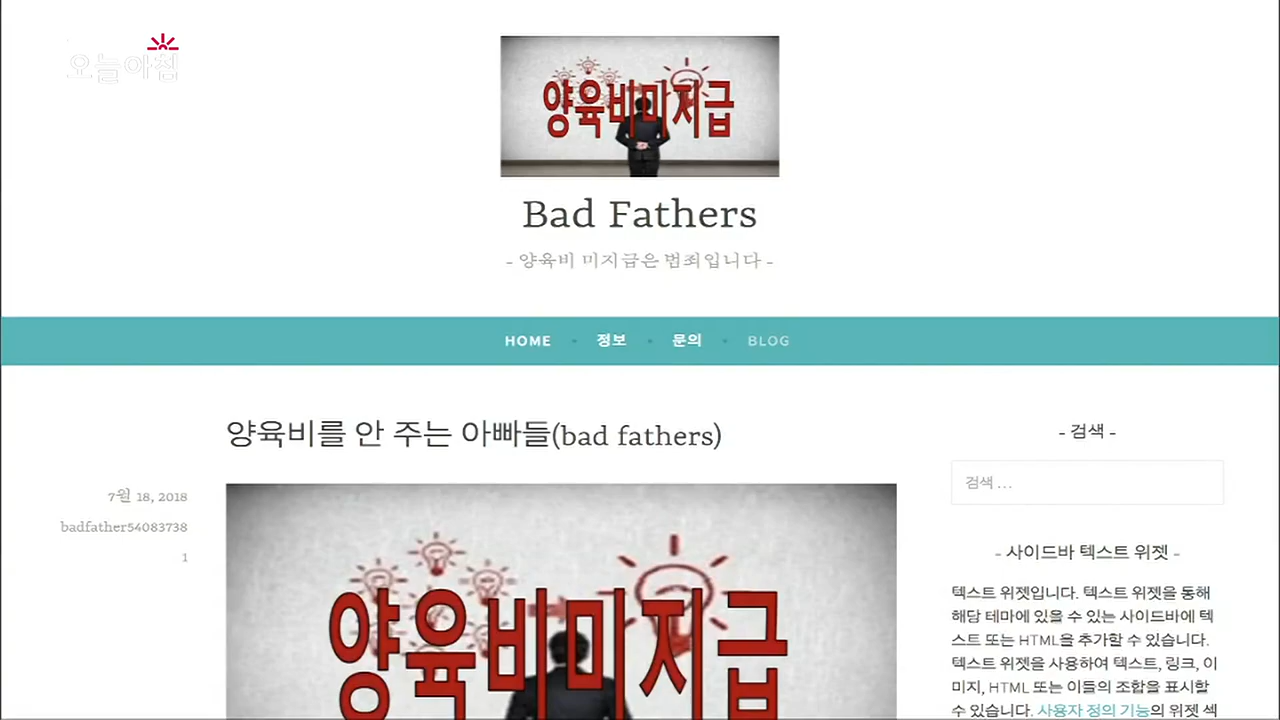 오늘아침
양육비미지급
Bad Fathers
- 양육비 미지급은 범죄입니다 -
HOME • 정보 • 문의 • BLOG
양육비를 안 주는 아빠들(bad fathers)
7월 18, 2018
badfather54083738
1
양육비미지급
- 검색 -
검색 …
- 사이드바 텍스트 위젯 -
텍스트 위젯입니다. 텍스트 위젯을 통해
해당 테마에 있을 수 있는 사이드바에 텍
스트 또는 HTML을 추가할 수 있습니다.
텍스트 위젯을 사용하여 텍스트, 링크, 이
미지, HTML 또는 이들의 조합을 표시할
수 있습니다. 사용자 정의 기능의 위젯 섹